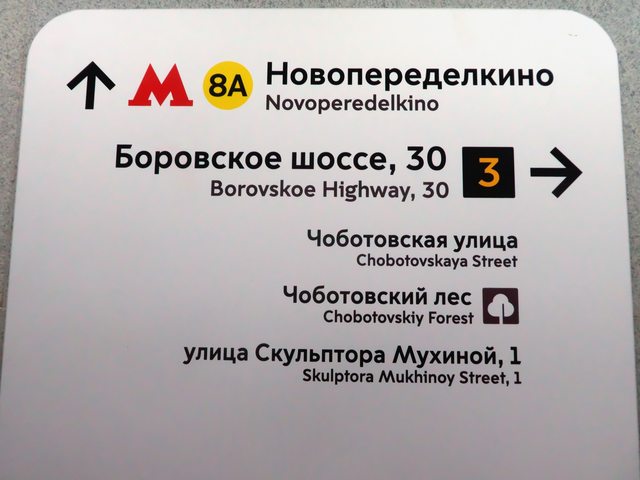 М 8А Новопеределкино
Novoperedelkino
Боровское шоссе, 30 3
Borovskoe Highway, 30
Чоботовская улица
Chobotovskaya Street
Чоботовский лес
Chobotovskiy Forest
улица Скульптора Мухиной, 1
Skulptora Mukhinoy Street, 1